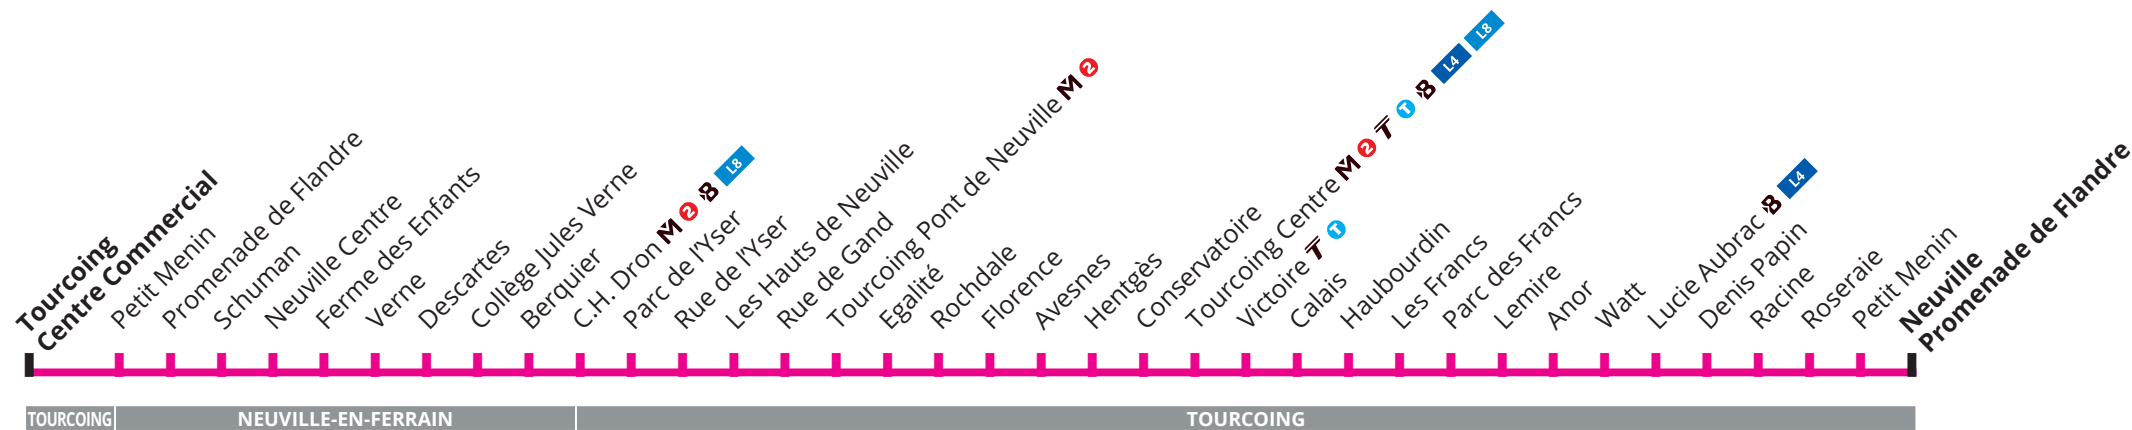 Tourcoing
Centre Commercial
Petit Menin
Promenade de Flandre
Schuman
Neuville Centre
Ferme des Enfants
Verne
Descartes
Collège Jules Verne
Berquier
C.H. Dron M 2 B L8
Parc de l'Yser
Rue de l'Yser
Les Hauts de Neuville
Rue de Gand
Tourcoing Pont de Neuville M 2
Egalité
Rochdale
Florence
Avesnes
Hentgès
Conservatoire
Tourcoing Centre M 2 T T B L4 L8
Victoire T T
Calais
Haubourdin
Les Francs
Parc des Francs
Lemire
Anor
Watt
Lucie Aubrac B L4
Denis Papin
Racine
Roseraie
Petit Menin
Neuville
Promenade de Flandre
TOURCOING
NEUVILLE-EN-FERRAIN
TOURCOING